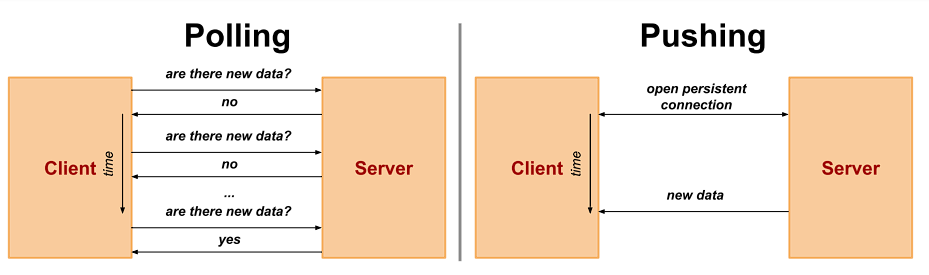 Polling
are there new data?
no
are there new data?
no
...
are there new data?
yes
Client
time
Server
Pushing
open persistent
connection
new data
Client
time
Server